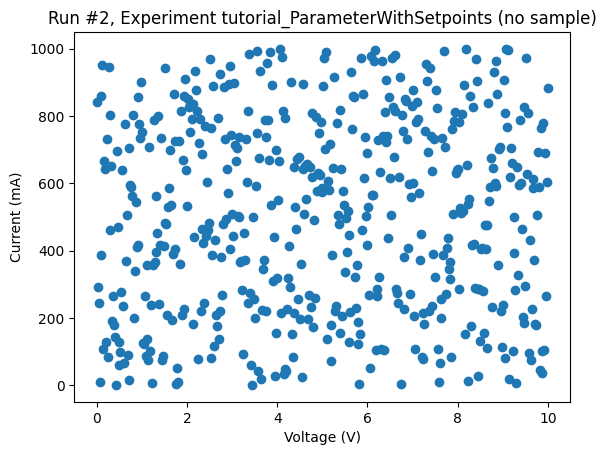 Run #2, Experiment tutorial_ParameterWithSetpoints (no sample)
1000
800
600
400
200
0
Current (mA)
0 2 4 6 8 10
Voltage (V)